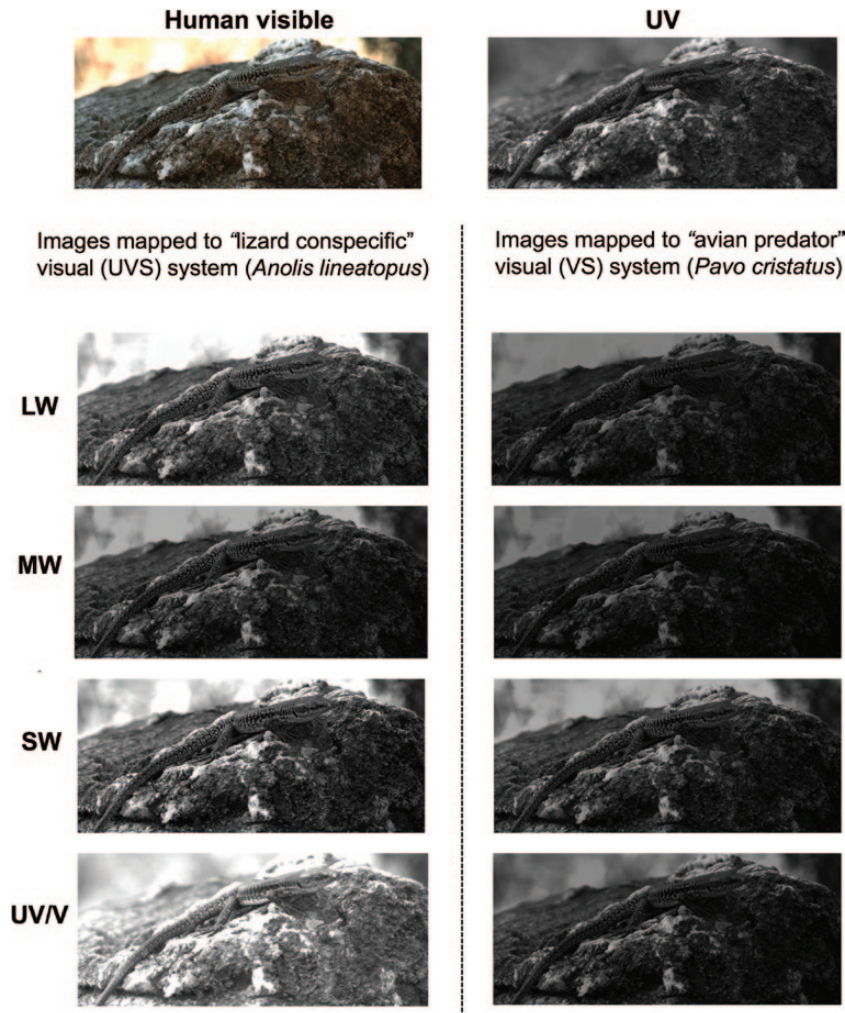 Human visible
UV
Images mapped to “lizard conspecific”
visual (UVS) system (Anolis lineatopus)
Images mapped to “avian predator”
visual (VS) system (Pavo cristatus)
LW
MW
SW
UV/V